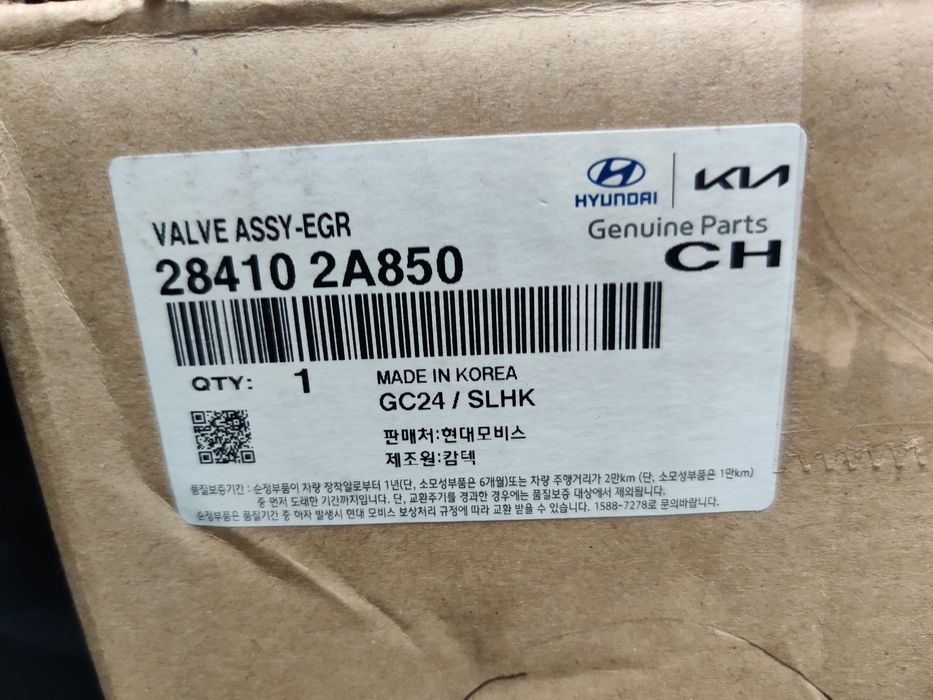 HYUNDAI KIA
Genuine Parts
CH
VALVE ASSY-EGR
28410 2A850
QTY: 1
MADE IN KOREA
GC24 / SLHK
판매처:현대모비스
제조원:캄텍
품질보증기간 : 순정부품이 차량 장착일로부터 1년(단, 소모성부품은 6개월)또는 차량 주행거리가 2만km (단, 소모성부품은 1만km)
중 먼저 도래한 기간까지입니다. 단, 교환주기를 경과한 경우에는 품질보증 대상에서 제외됩니다.
순정부품은 품질기간 중 하자 발생시 현대 모비스 보상처리 규정에 따라 교환 받을 수 있습니다. 1588-7278로 문의바랍니다.